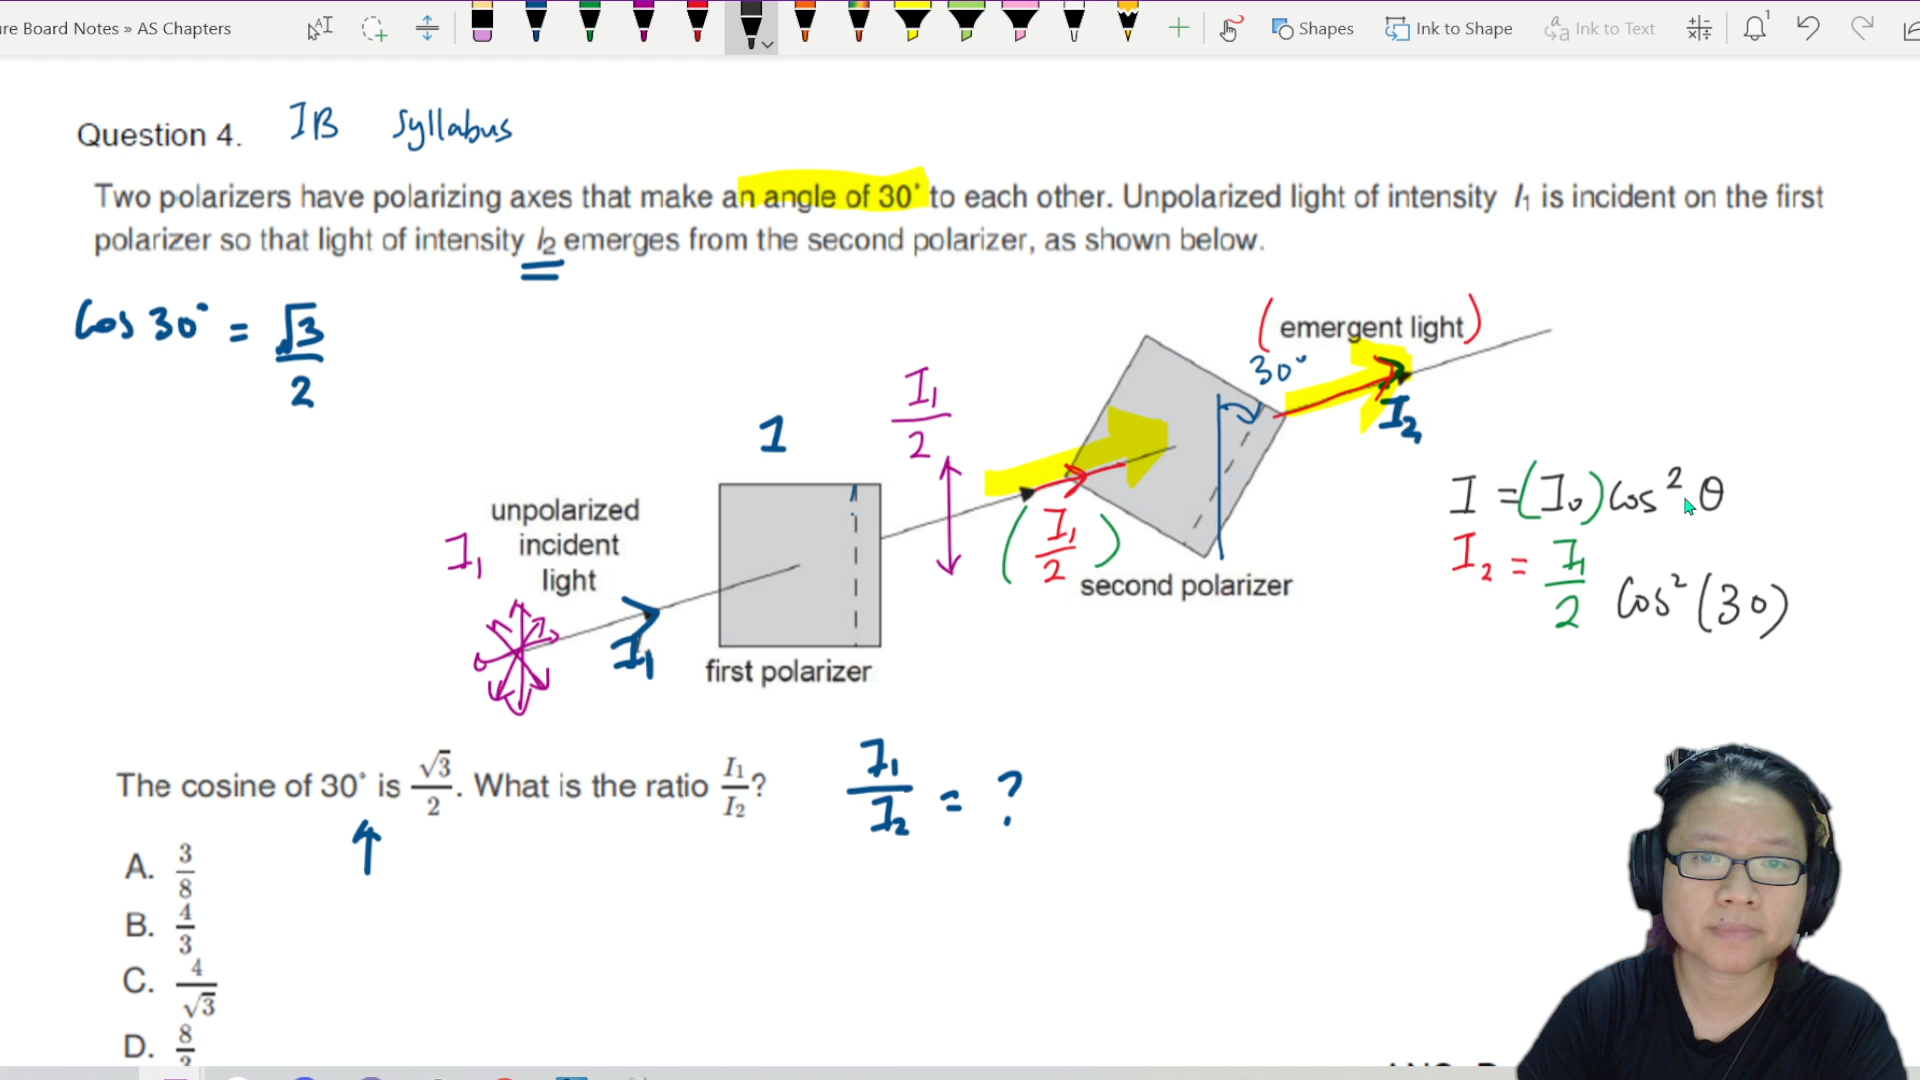 re Board Notes » AS Chapters
Shapes
Ink to Shape
Ink to Text
1
Question 4. IB Syllabus
Two polarizers have polarizing axes that make an angle of 30° to each other. Unpolarized light of intensity I₁ is incident on the first
polarizer so that light of intensity I₂ emerges from the second polarizer, as shown below.
Cos 30° = √3/2
(emergent light)
30°
I₂
I₁/2
1
unpolarized
incident
light
I₁
I₁
(I₁/2)
first polarizer
second polarizer
I = (I₀) cos² θ
I₂ = I₁/2 Cos² (30)
The cosine of 30° is √3/2. What is the ratio I₁/I₂?
I₁/I₂ = ?
A. 3/8
B. 4/3
C. 4/√3
D. 8/3